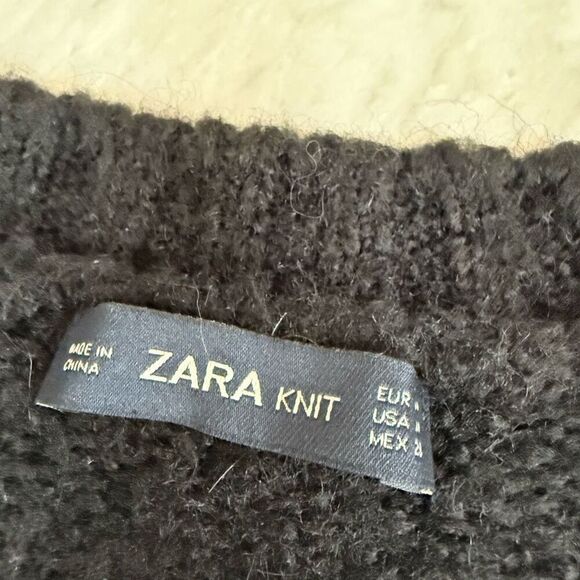 MADE IN
CHINA
ZARA KNIT
EUR
USA
MEX